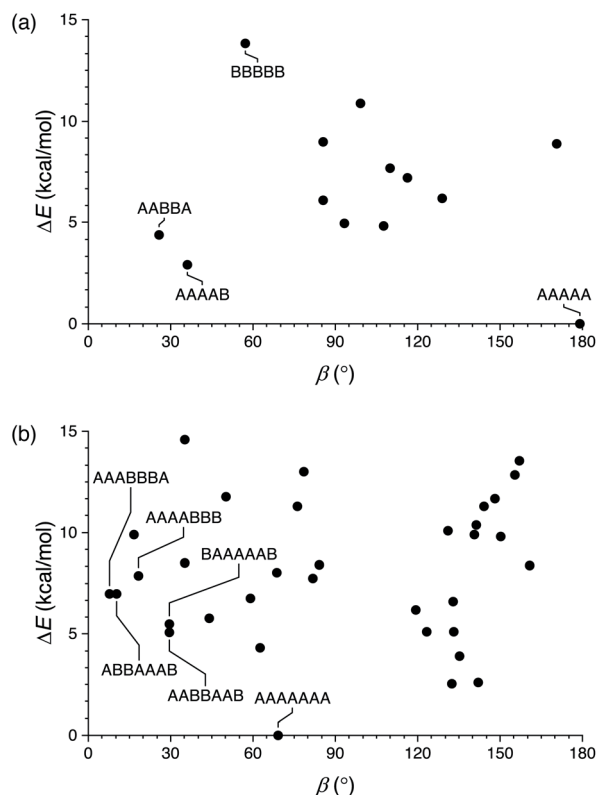 (a)
15
BBBBB
10
ΔE (kcal/mol)
AABBA
5
AAAAB
AAAAA
0
0 30 60 90 120 150 180
β (°)
(b)
15
AAABBBA
AAAABBB
10
BAAAAAB
ΔE (kcal/mol)
5
ABBAAAB
AABBAAB
AAAAAAA
0
0 30 60 90 120 150 180
β (°)